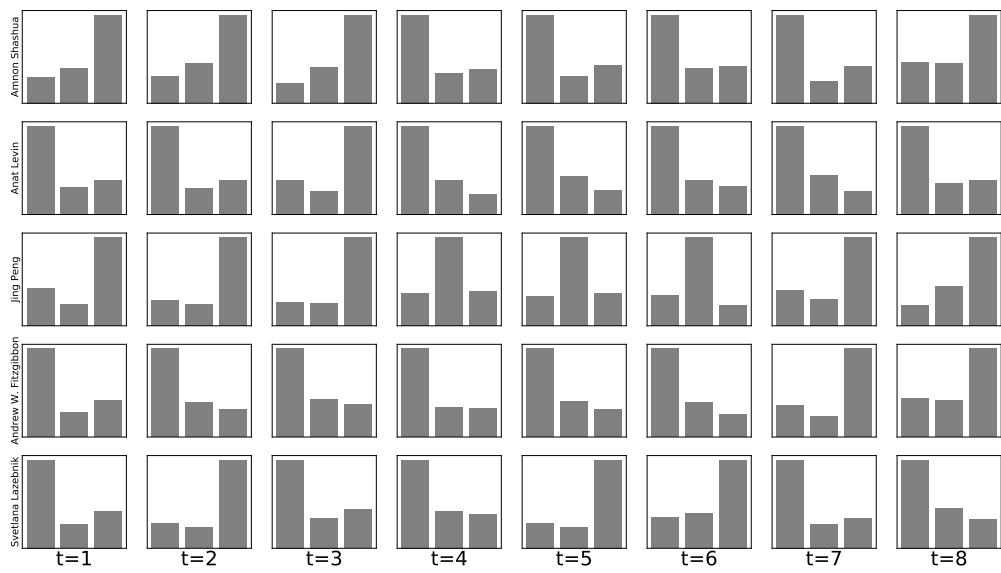 Amnon Shashua
Anat Levin
Jing Peng
Andrew W. Fitzgibbon
Svetlana Lazebnik
t=1 t=2 t=3 t=4 t=5 t=6 t=7 t=8